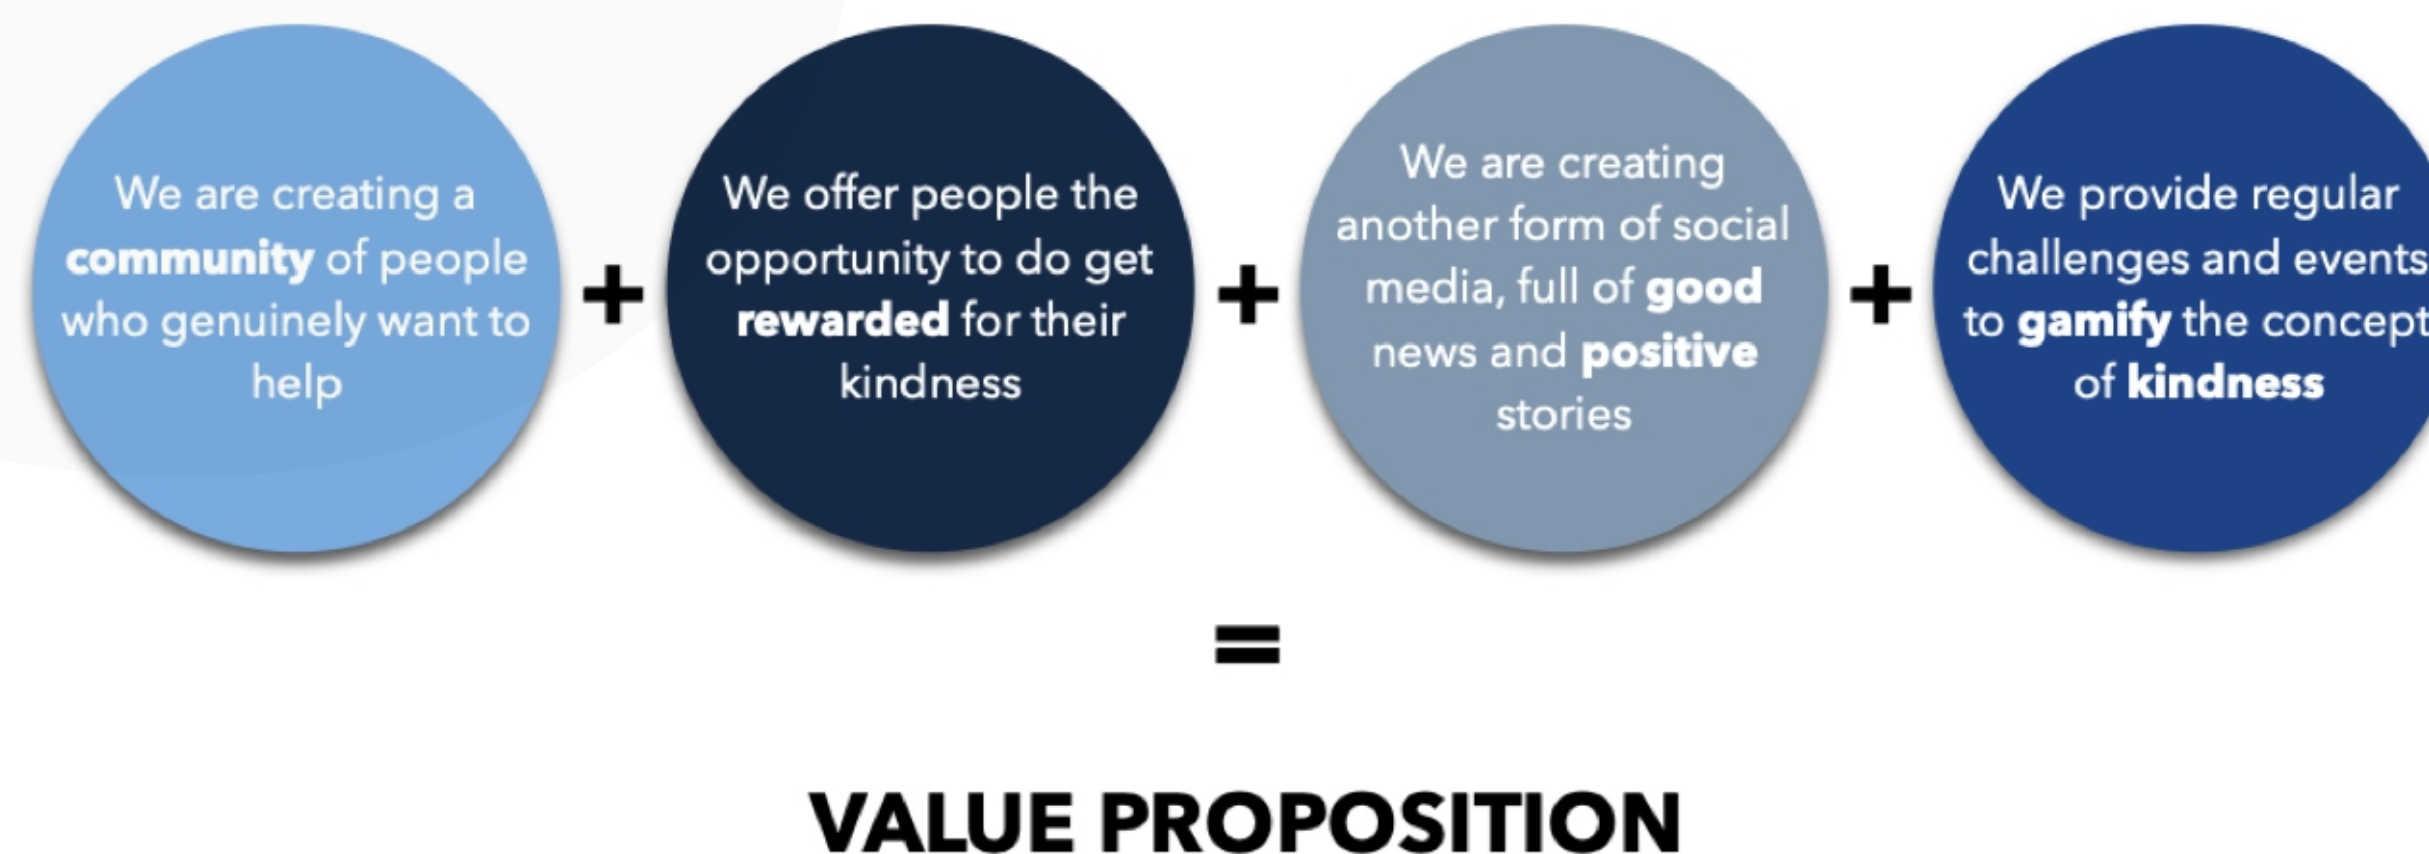 We are creating a
community of people
who genuinely want to
help
+
We offer people the
opportunity to do get
rewarded for their
kindness
+
We are creating
another form of social
media, full of good
news and positive
stories
+
We provide regular
challenges and events
to gamify the concept
of kindness
=
VALUE PROPOSITION